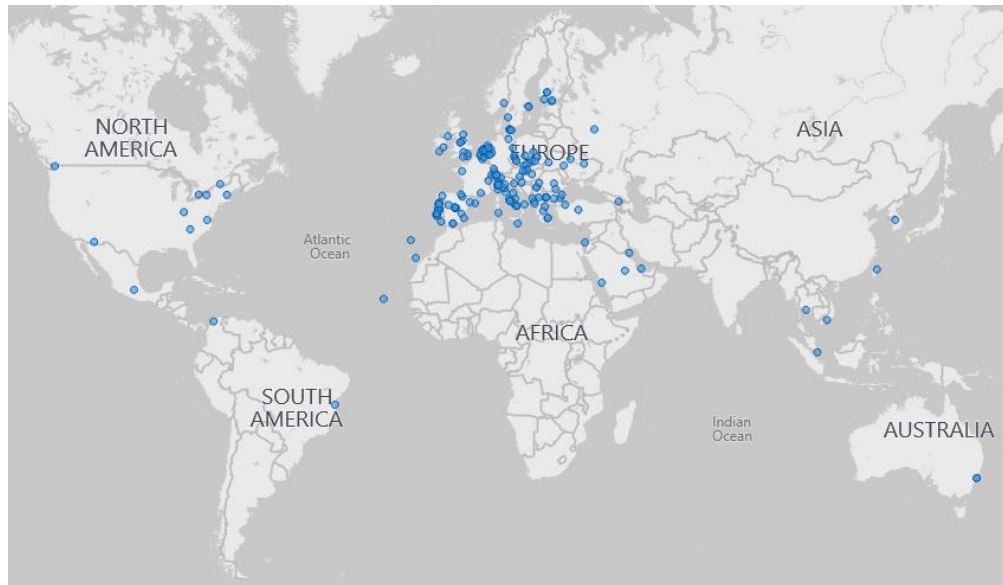 NORTH
AMERICA
ASIA
EUROPE
Atlantic
Ocean
AFRICA
SOUTH
AMERICA
Indian
Ocean
AUSTRALIA